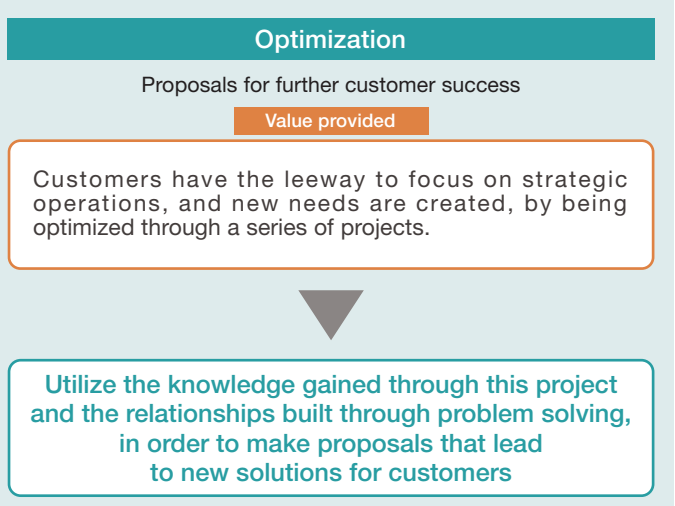 Optimization
Proposals for further customer success
Value provided
Customers have the leeway to focus on strategic
operations, and new needs are created, by being
optimized through a series of projects.
Utilize the knowledge gained through this project
and the relationships built through problem solving,
in order to make proposals that lead
to new solutions for customers